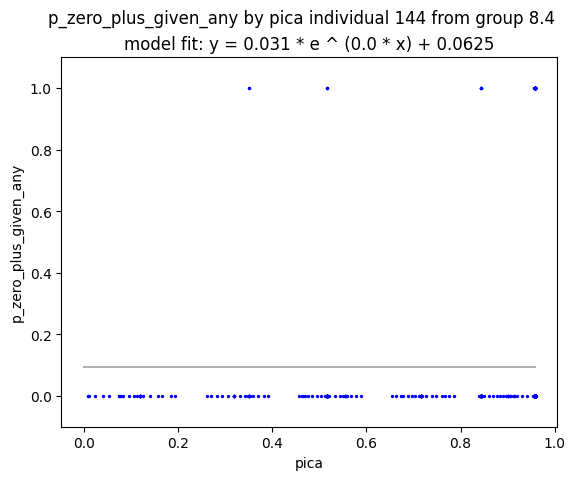 p_zero_plus_given_any by pica individual 144 from group 8.4
model fit: y = 0.031 * e ^ (0.0 * x) + 0.0625
1.0
0.8
0.6
0.4
0.2
0.0
p_zero_plus_given_any
0.0 0.2 0.4 0.6 0.8 1.0
pica